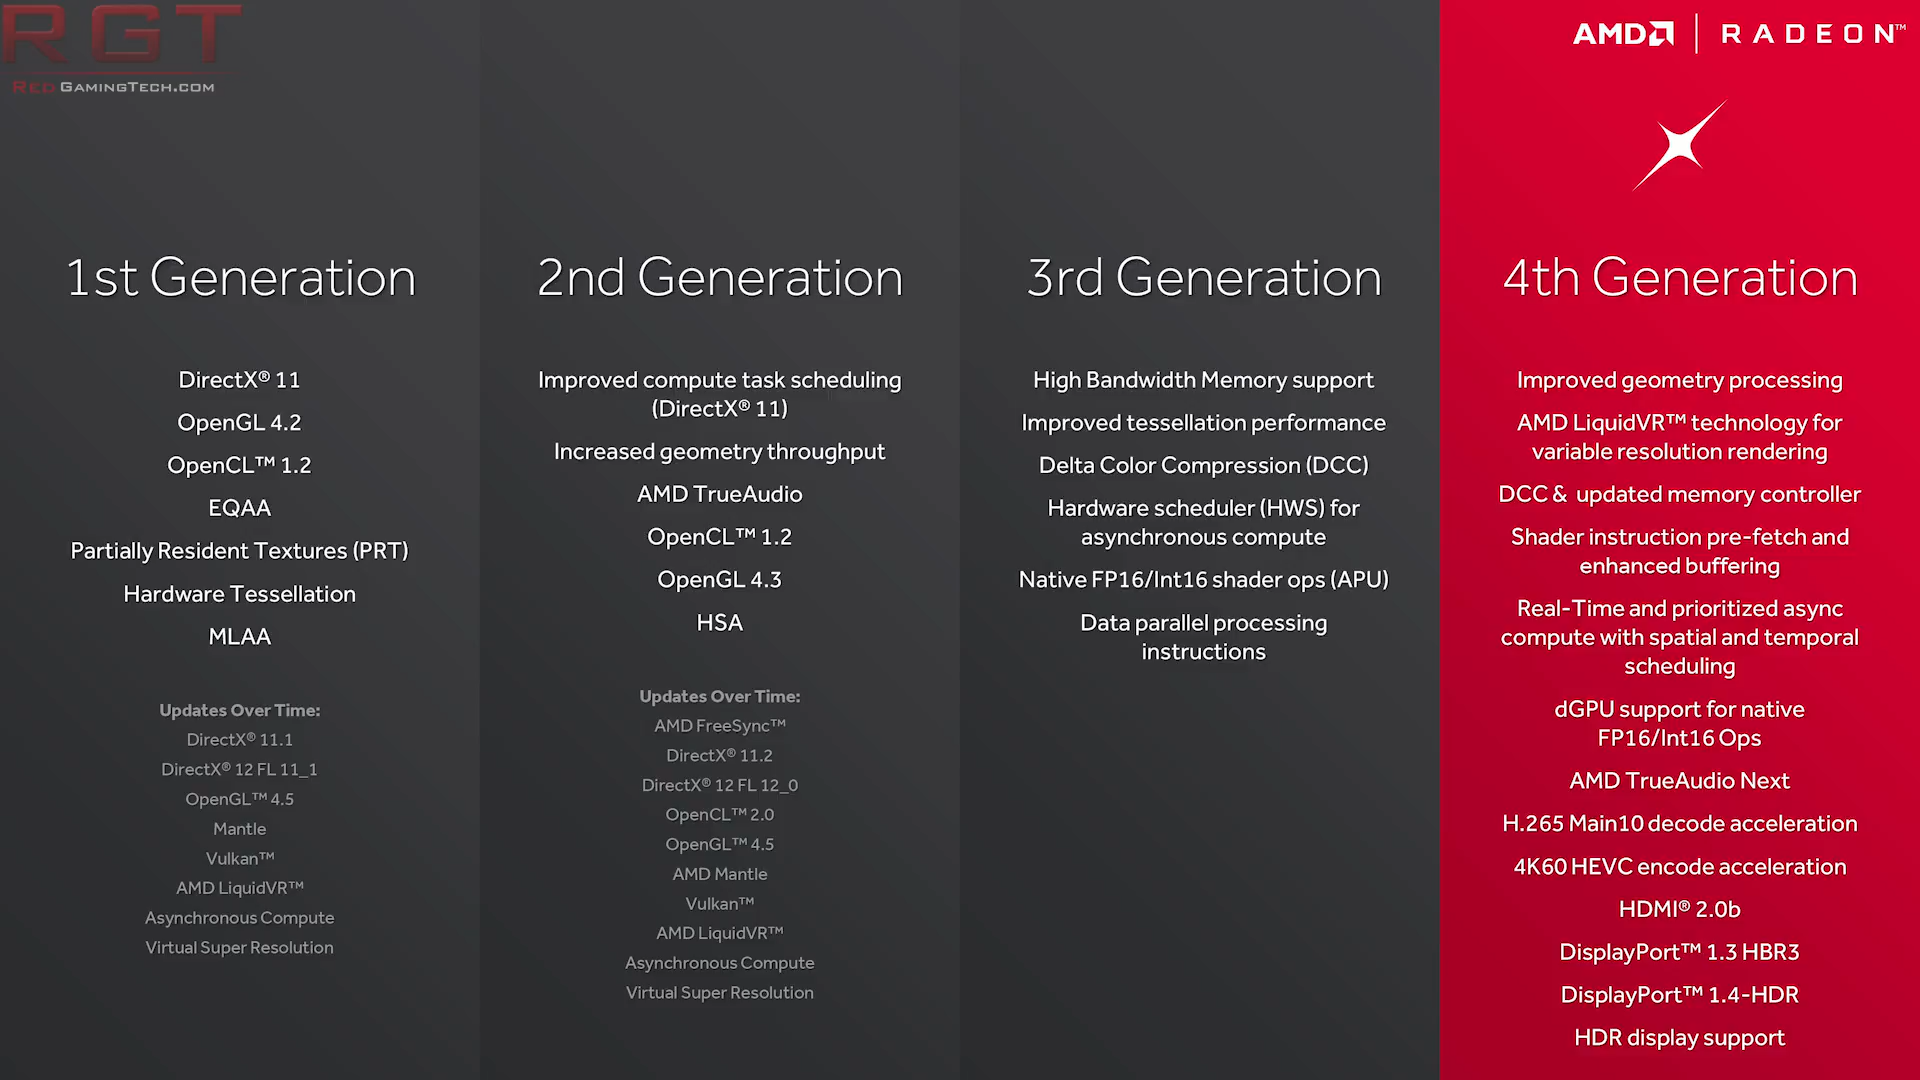 RGT
REDGAMINGTECH.COM
AMD RADEON™
1st Generation
DirectX® 11
OpenGL 4.2
OpenCL™ 1.2
EQAA
Partially Resident Textures (PRT)
Hardware Tessellation
MLAA
Updates Over Time:
DirectX® 11.1
DirectX® 12 FL 11_1
OpenGL™ 4.5
Mantle
Vulkan™
AMD LiquidVR™
Asynchronous Compute
Virtual Super Resolution
2nd Generation
Improved compute task scheduling
(DirectX® 11)
Increased geometry throughput
AMD TrueAudio
OpenCL™ 1.2
OpenGL 4.3
HSA
Updates Over Time:
AMD FreeSync™
DirectX® 11.2
DirectX® 12 FL 12_0
OpenCL™ 2.0
OpenGL™ 4.5
AMD Mantle
Vulkan™
AMD LiquidVR™
Asynchronous Compute
Virtual Super Resolution
3rd Generation
High Bandwidth Memory support
Improved tessellation performance
Delta Color Compression (DCC)
Hardware scheduler (HWS) for
asynchronous compute
Native FP16/Int16 shader ops (APU)
Data parallel processing
instructions
4th Generation
Improved geometry processing
AMD LiquidVR™ technology for
variable resolution rendering
DCC & updated memory controller
Shader instruction pre-fetch and
enhanced buffering
Real-Time and prioritized async
compute with spatial and temporal
scheduling
dGPU support for native
FP16/Int16 Ops
AMD TrueAudio Next
H.265 Main10 decode acceleration
4K60 HEVC encode acceleration
HDMI® 2.0b
DisplayPort™ 1.3 HBR3
DisplayPort™ 1.4-HDR
HDR display support